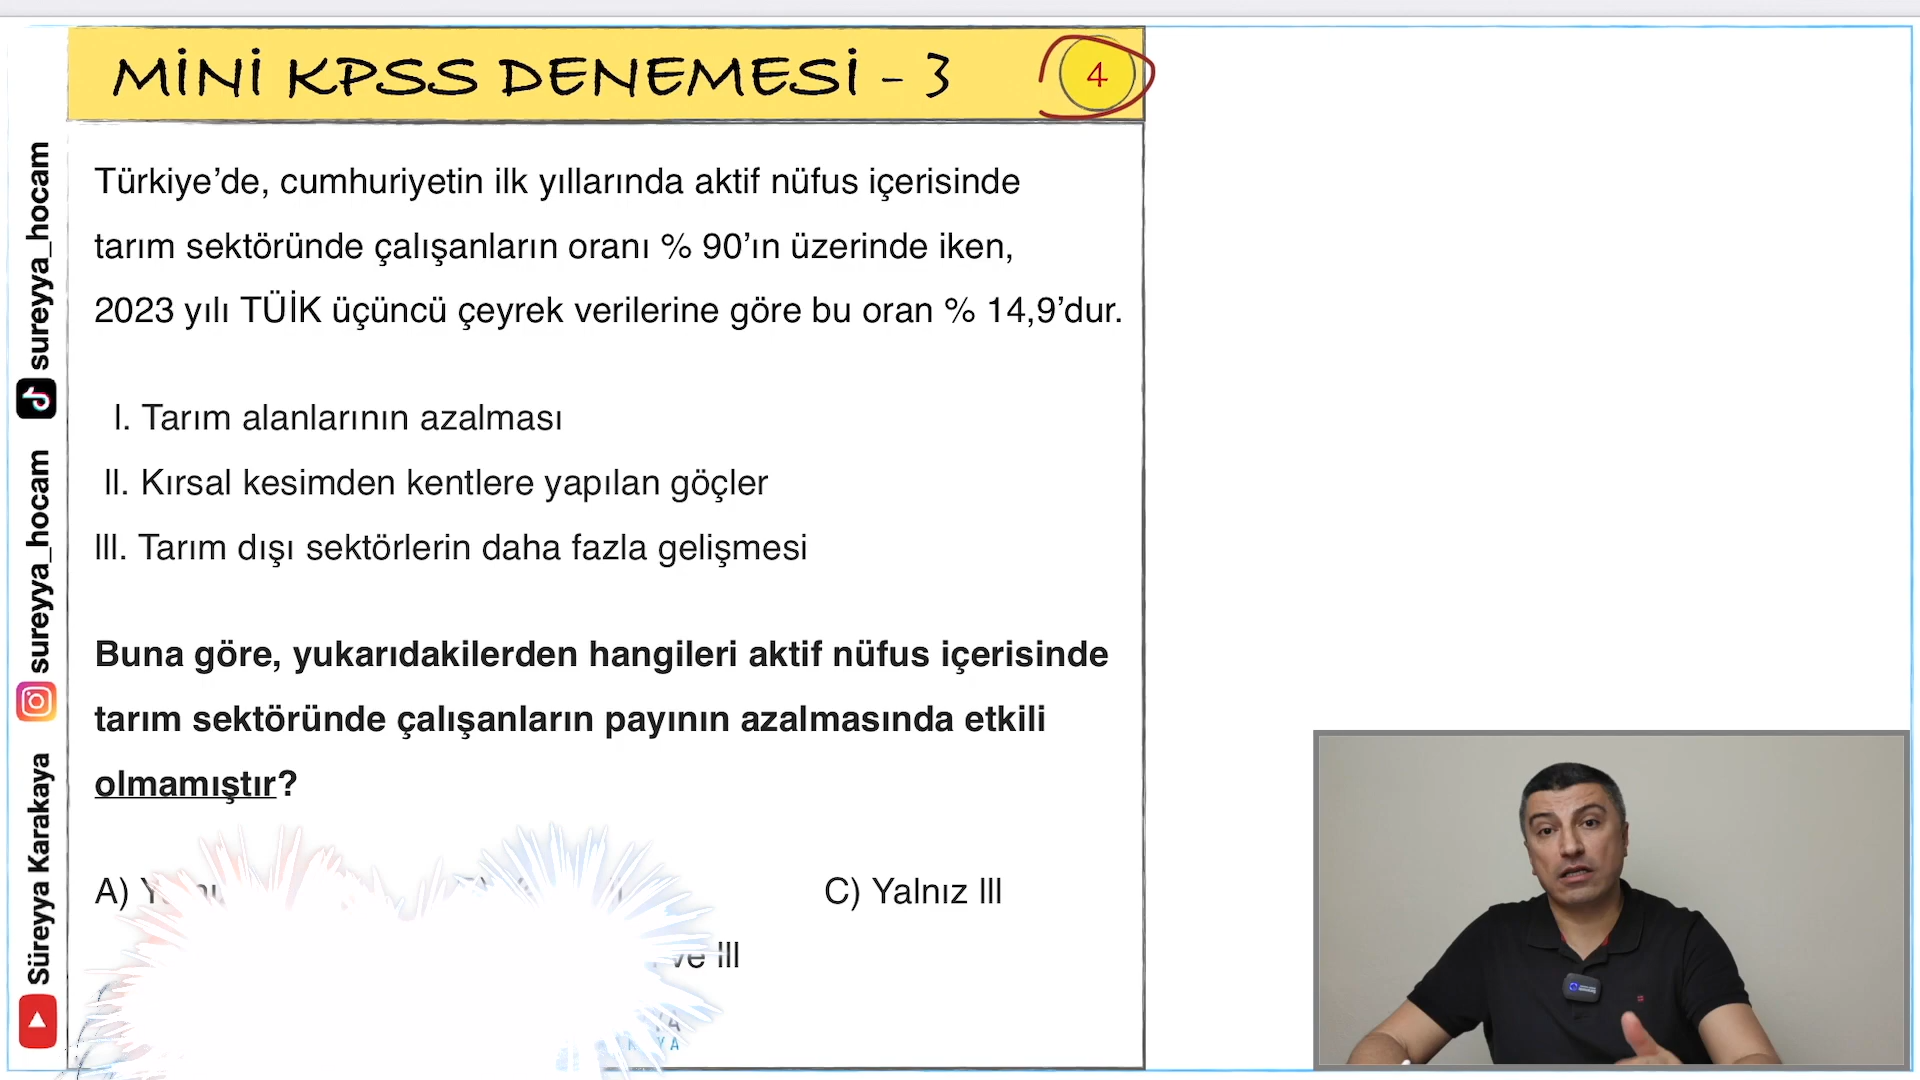 MİNİ KPSS DENEMESİ - 3
4
Türkiye’de, cumhuriyetin ilk yıllarında aktif nüfus içerisinde
tarım sektöründe çalışanların oranı % 90’ın üzerinde iken,
2023 yılı TÜİK üçüncü çeyrek verilerine göre bu oran % 14,9’dur.
I. Tarım alanlarının azalması
II. Kırsal kesimden kentlere yapılan göçler
III. Tarım dışı sektörlerin daha fazla gelişmesi
Buna göre, yukarıdakilerden hangileri aktif nüfus içerisinde
tarım sektöründe çalışanların payının azalmasında etkili
olmamıştır?
A)
C) Yalnız III
ve III
sureyya_hocam
sureyya_hocam
Süreyya Karakaya